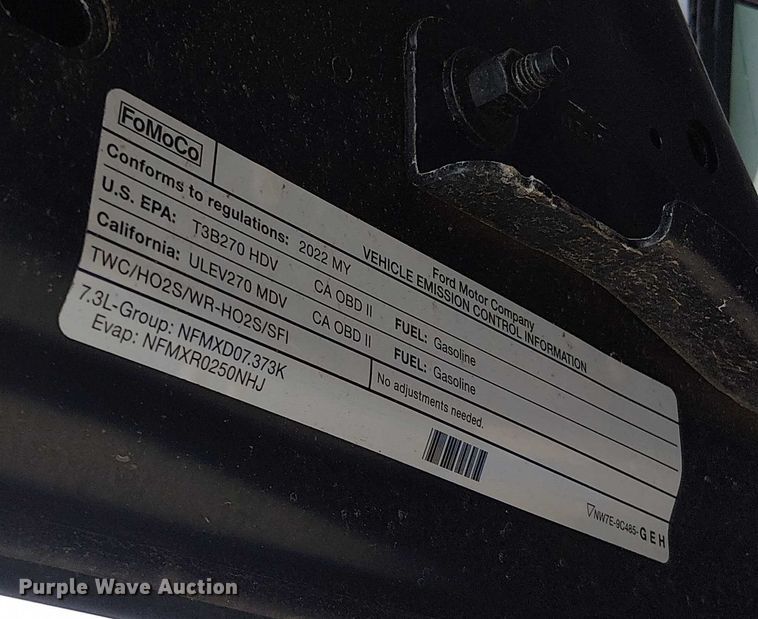 FoMoCo
Ford Motor Company
VEHICLE EMISSION CONTROL INFORMATION
Conforms to regulations: 2022 MY
U.S. EPA: T3B270 HDV CA OBD II FUEL: Gasoline
California: ULEV270 MDV CA OBD II FUEL: Gasoline
TWC/HO2S/WR-HO2S/SFI No adjustments needed.
7.3L-Group: NFMXD07.373K
Evap: NFMXR0250NHJ
NW7E-9C485-GEH
Purple Wave Auction